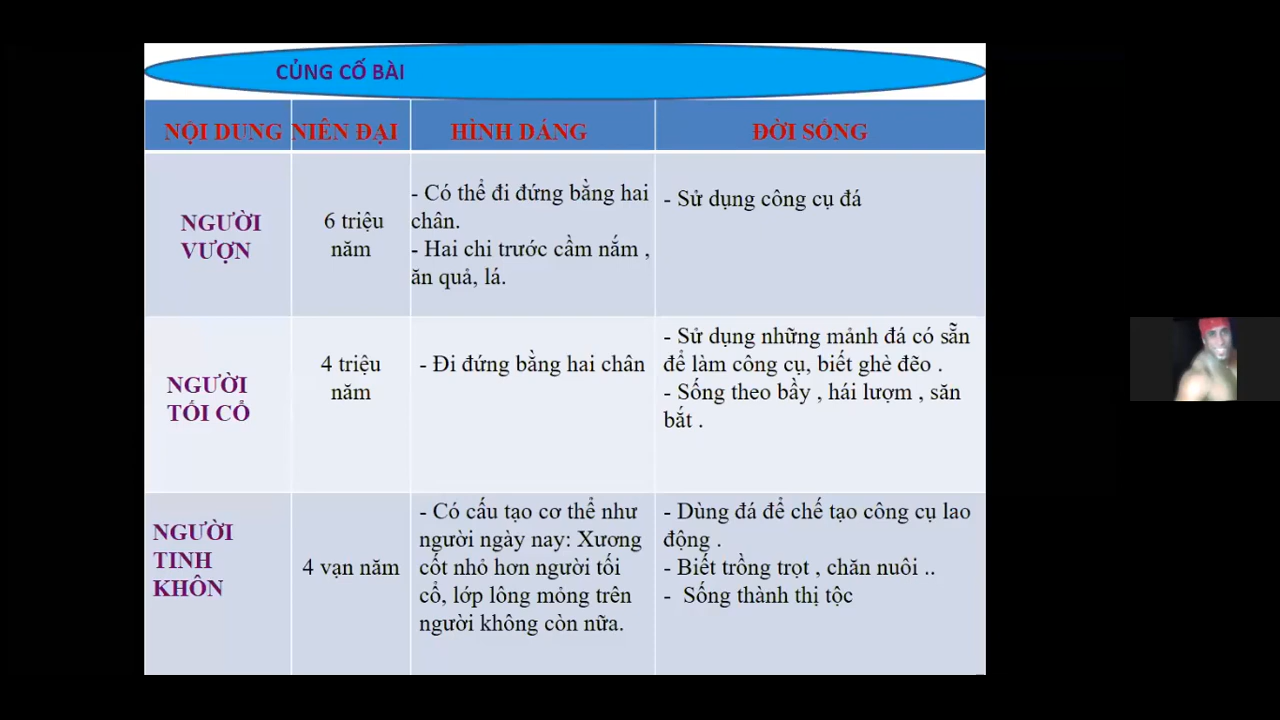 CỦNG CỐ BÀI
NỘI DUNG
NIÊN ĐẠI
HÌNH DÁNG
ĐỜI SỐNG
NGƯỜI
VƯỢN
6 triệu
năm
- Có thể đi đứng bằng hai
chân.
- Hai chi trước cầm nắm ,
ăn quả, lá.
- Sử dụng công cụ đá
NGƯỜI
TỐI CỔ
4 triệu
năm
- Đi đứng bằng hai chân
- Sử dụng những mảnh đá có sẵn
để làm công cụ, biết ghè đẽo .
- Sống theo bầy , hái lượm , săn
bắt .
NGƯỜI
TINH
KHÔN
4 vạn năm
- Có cấu tạo cơ thể như
người ngày nay: Xương
cốt nhỏ hơn người tối
cổ, lớp lông mỏng trên
người không còn nữa.
- Dùng đá để chế tạo công cụ lao
động .
- Biết trồng trọt , chăn nuôi ..
- Sống thành thị tộc